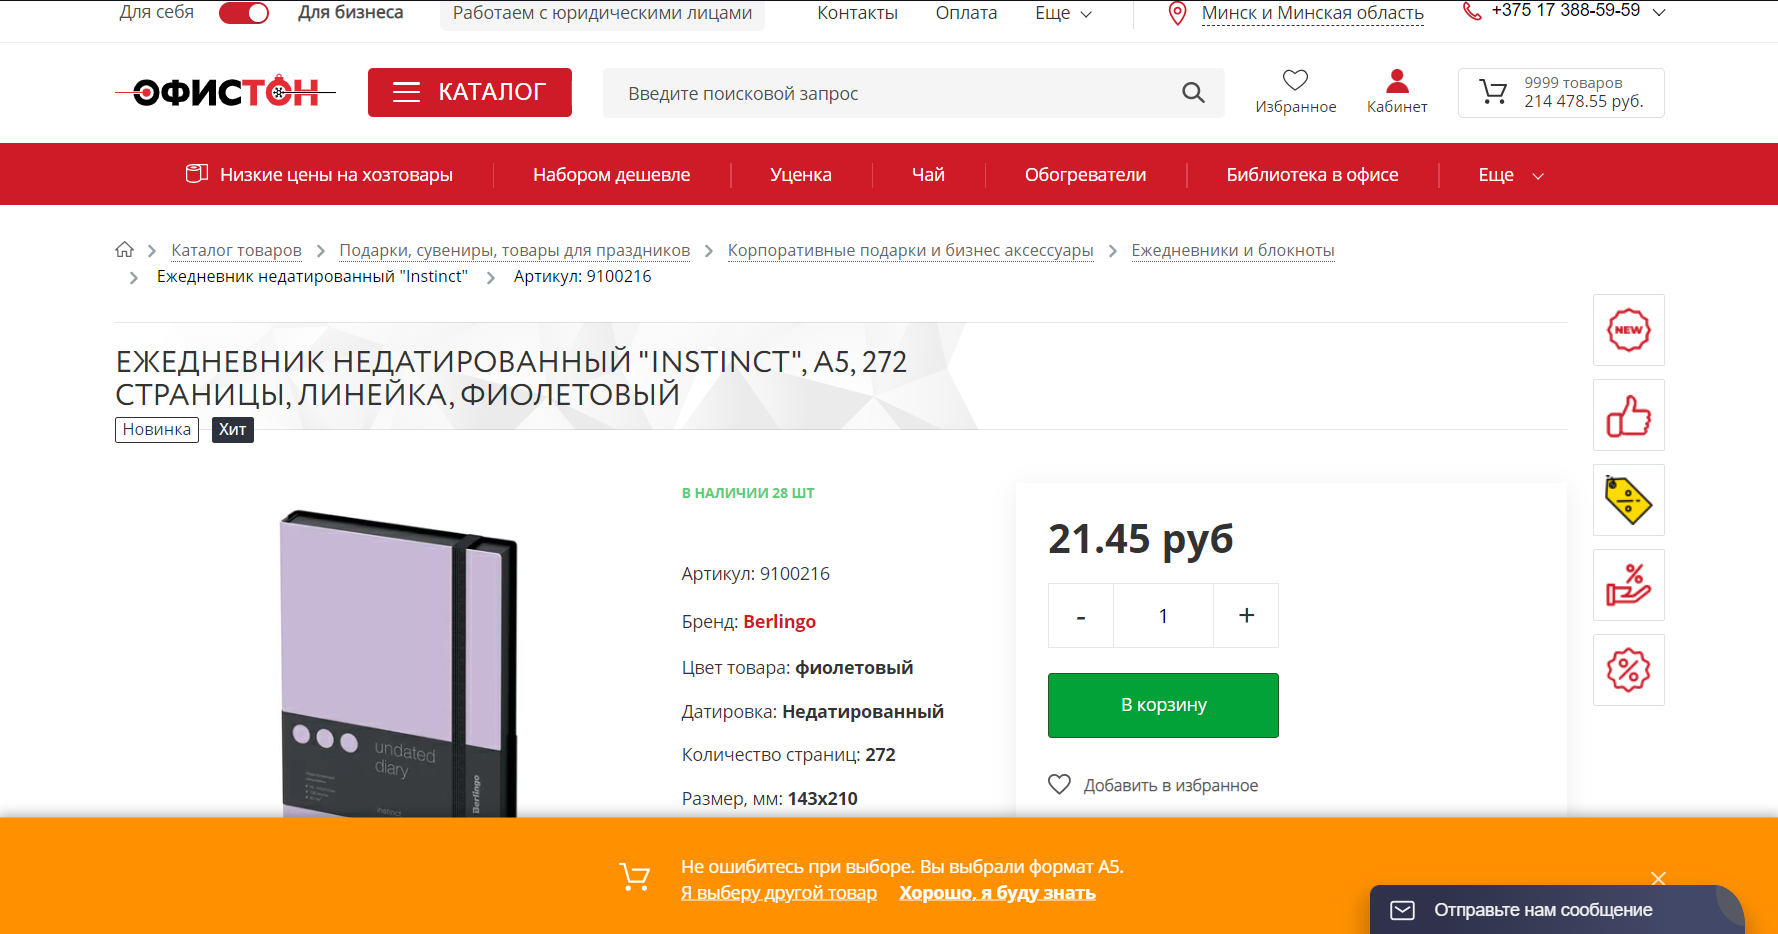 Для себя
Для бизнеса
Работаем с юридическими лицами
Контакты
Оплата
Еще
Минск и Минская область
+375 17 388-59-59
ОФИСТОН
КАТАЛОГ
Введите поисковой запрос
Избранное
Кабинет
9999 товаров
214 478.55 руб.
Низкие цены на хозтовары
Набором дешевле
Уценка
Чай
Обогреватели
Библиотека в офисе
Еще
Каталог товаров
Подарки, сувениры, товары для праздников
Корпоративные подарки и бизнес аксессуары
Ежедневники и блокноты
Ежедневник недатированный "Instinct"
Артикул: 9100216
NEW
ЕЖЕДНЕВНИК НЕДАТИРОВАННЫЙ "INSTINCT", А5, 272
СТРАНИЦЫ, ЛИНЕЙКА, ФИОЛЕТОВЫЙ
Новинка
Хит
undated
diary
instinct
Berlingo
В НАЛИЧИИ 28 ШТ
Артикул: 9100216
Бренд: Berlingo
Цвет товара: фиолетовый
Датировка: Недатированный
Количество страниц: 272
Размер, мм: 143x210
21.45 руб
- 1 +
В корзину
Добавить в избранное
Не ошибитесь при выборе. Вы выбрали формат А5.
Я выберу другой товар
Хорошо, я буду знать
Отправьте нам сообщение